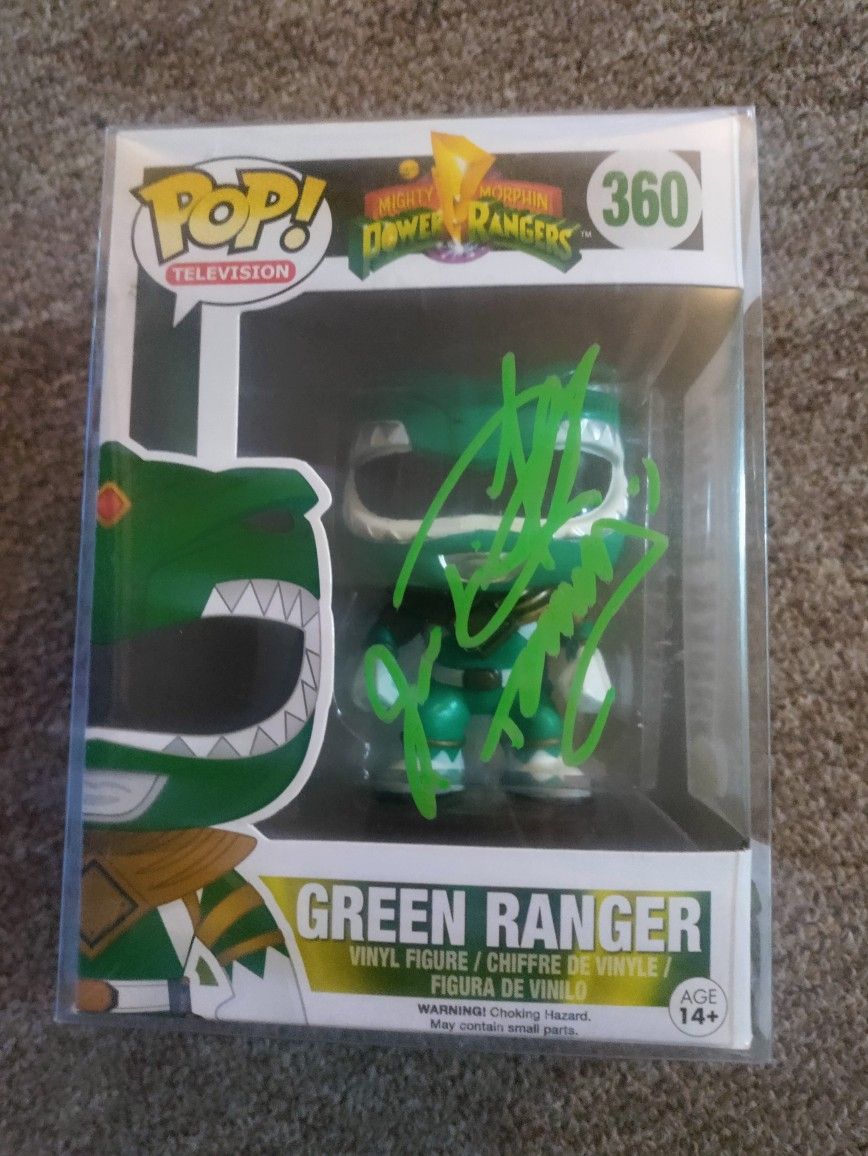 POP!
TELEVISION
MIGHTY MORPHIN
POWER RANGERS™
360
GREEN RANGER
VINYL FIGURE / CHIFFRE DE VINYLE /
FIGURA DE VINILO
WARNING! Choking Hazard.
May contain small parts.
AGE
14+